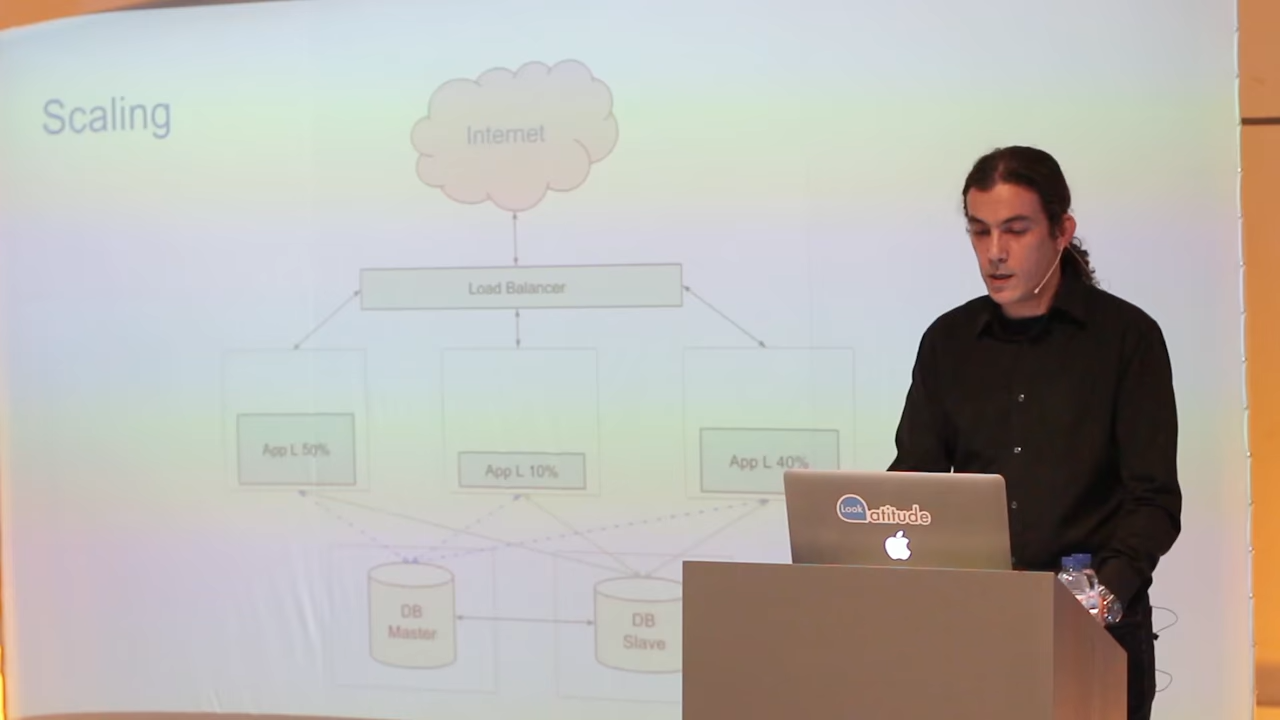 Scaling
Internet
Load Balancer
App L 50%
App L 10%
App L 40%
DB
Master
DB
Slave
Look
atitude